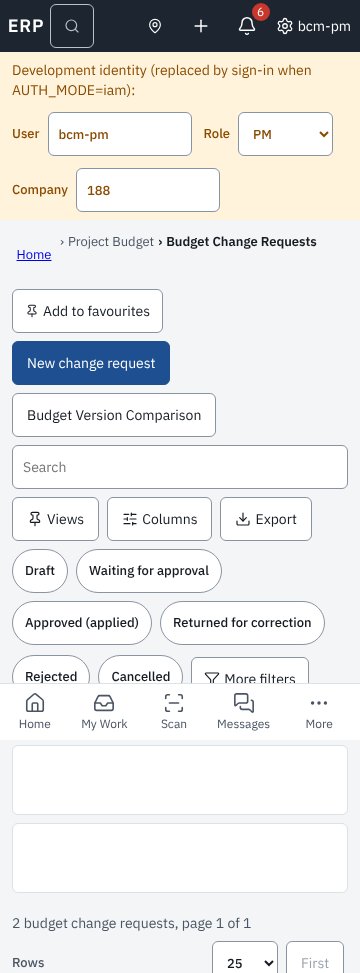 ERP
6
bcm-pm
Development identity (replaced by sign-in when
AUTH_MODE=iam):
User bcm-pm Role PM
Company 188
Home › Project Budget › Budget Change Requests
Add to favourites
New change request
Budget Version Comparison
Search
Views Columns Export
Draft Waiting for approval
Approved (applied) Returned for correction
Rejected Cancelled More filters
Home My Work Scan Messages More
2 budget change requests, page 1 of 1
Rows 25 First